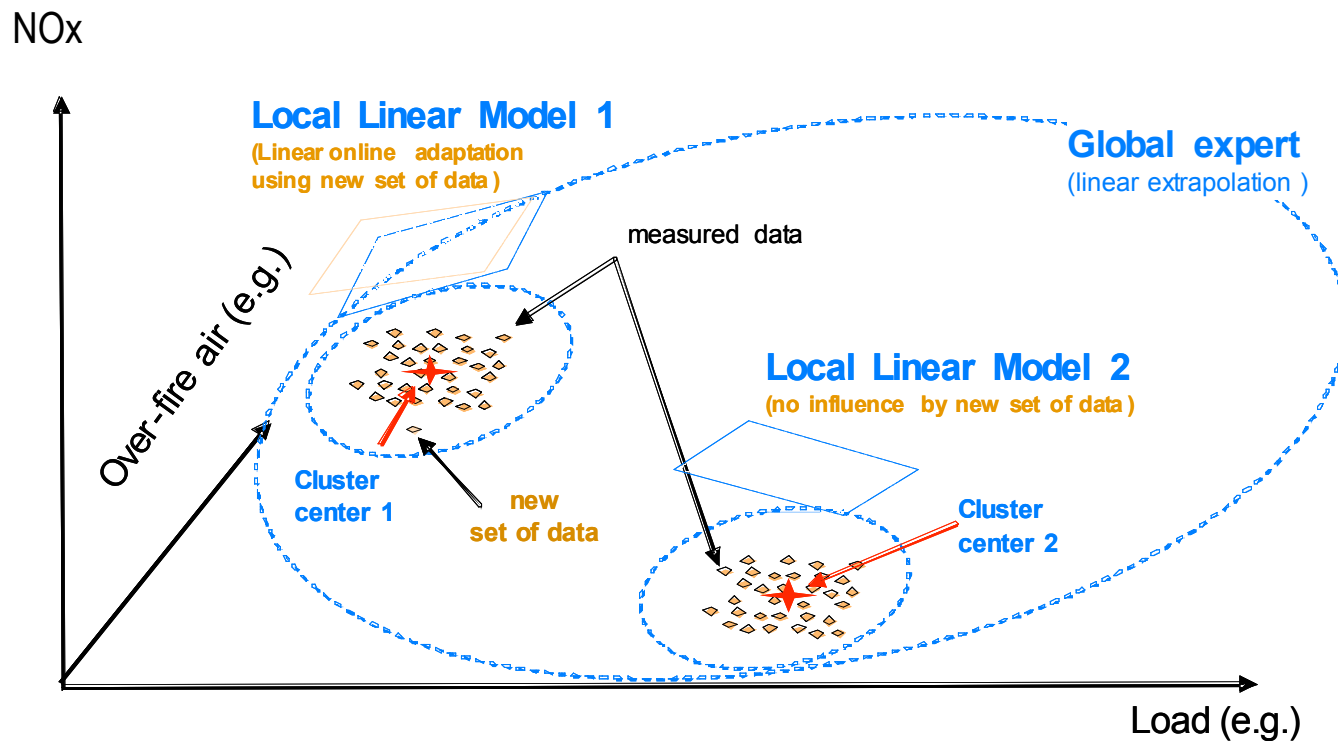 NOx
Local Linear Model 1
(Linear online adaptation
using new set of data)
Global expert
(linear extrapolation)
measured data
Over-fire air (e.g.)
Local Linear Model 2
(no influence by new set of data)
Cluster
center 1
new
set of data
Cluster
center 2
Load (e.g.)